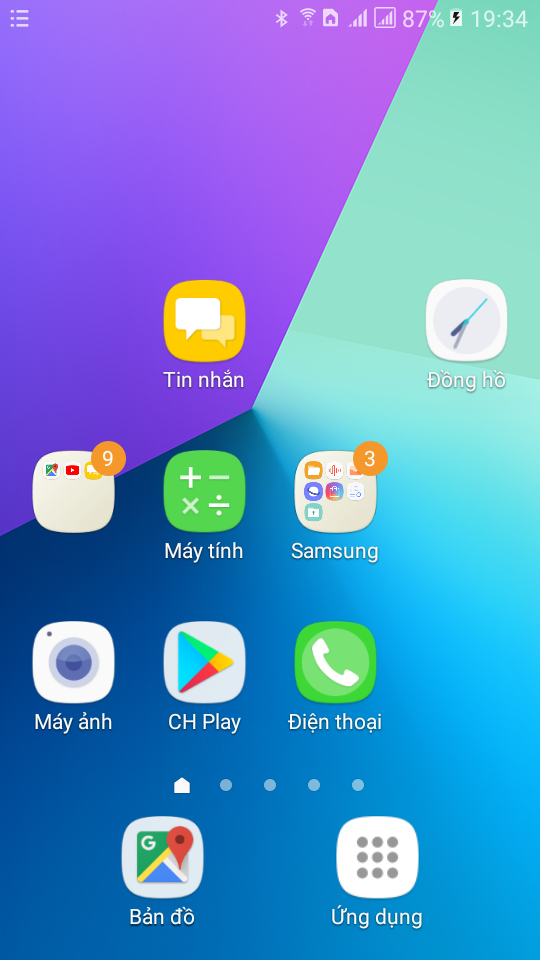 87% 19:34
Tin nhắn
Đồng hồ
9
3
Máy tính
Samsung
Máy ảnh
CH Play
Điện thoại
G
Bản đồ
Ứng dụng